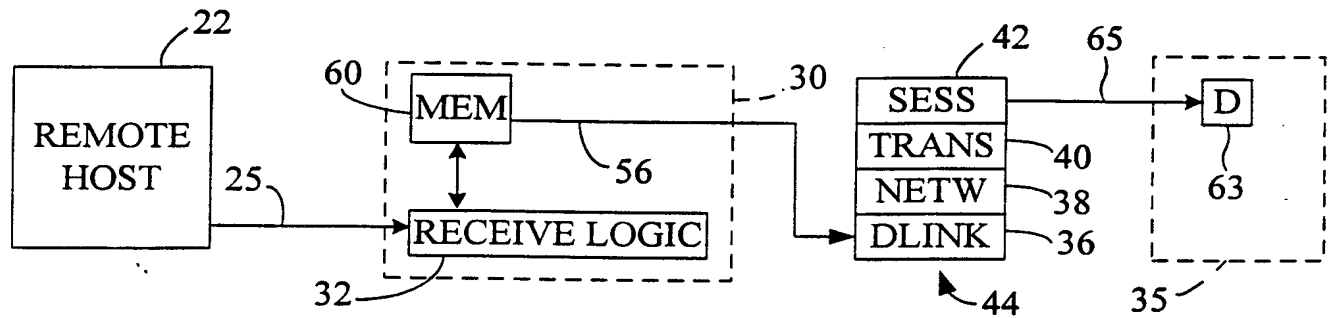 22
REMOTE
HOST
25
60
MEM
30
56
RECEIVE LOGIC
32
42
SESS
TRANS
40
NETW
38
DLINK
36
44
65
D
63
35